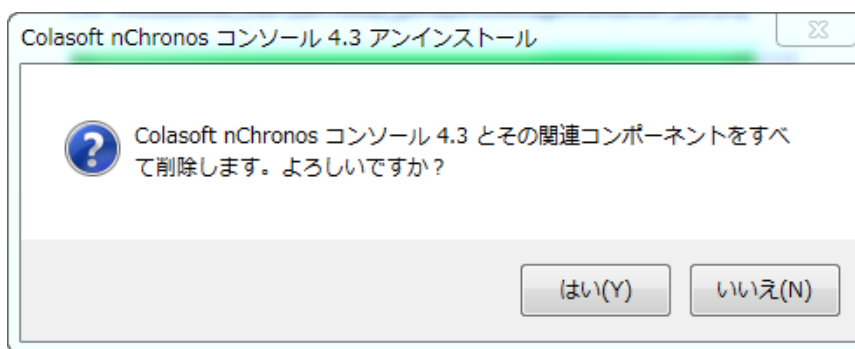 Colasoft nChronos コンソール 4.3 アンインストール
Colasoft nChronos コンソール 4.3 とその関連コンポーネントをすべ
て削除します。よろしいですか？
はい(Y)
いいえ(N)